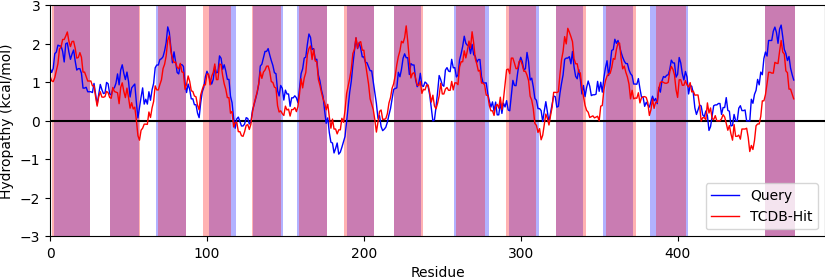 3
2
1
0
−1
−2
−3
Hydropathy (kcal/mol)
0 100 200 300 400
Residue
Query
TCDB-Hit